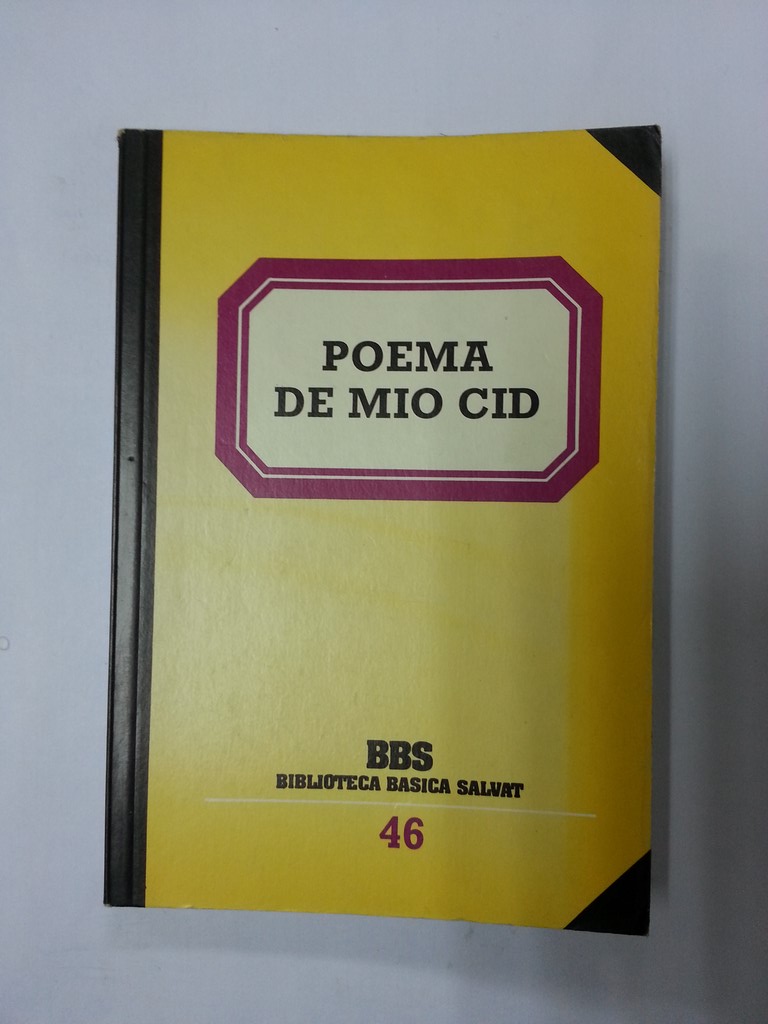 POEMA
DE MIO CID
BBS
BIBLIOTECA BASICA SALVAT
46